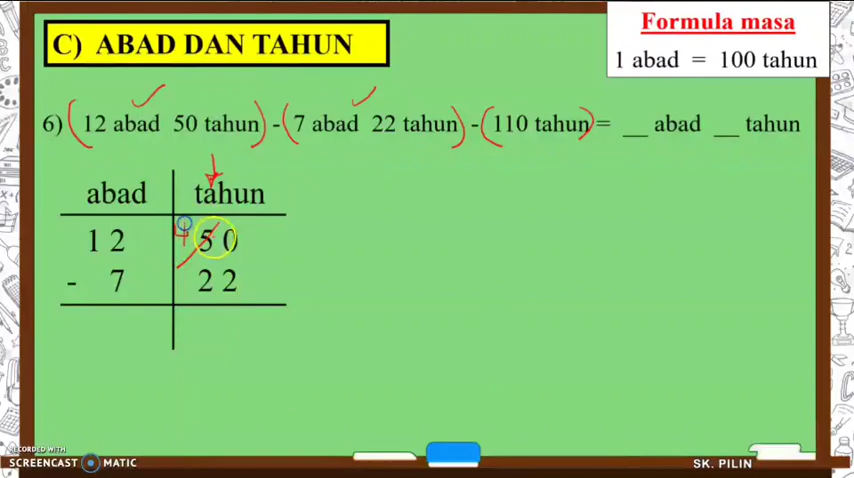 C) ABAD DAN TAHUN
Formula masa
1 abad = 100 tahun
6) (12 abad 50 tahun) - (7 abad 22 tahun) - (110 tahun) = __ abad __ tahun
abad tahun
4
12 50
- 7 22
RECORDED WITH
SCREENCAST MATIC
SK. PILIN